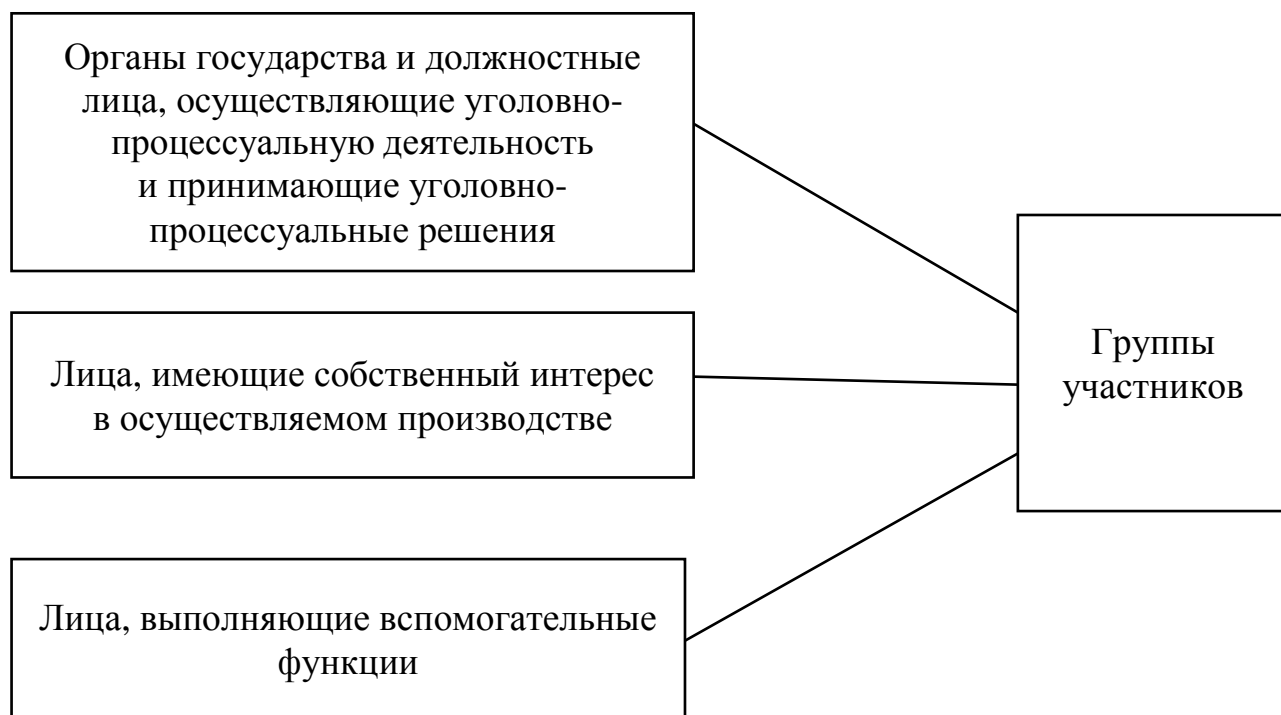 Органы государства и должностные
лица, осуществляющие уголовно-
процессуальную деятельность
и принимающие уголовно-
процессуальные решения
Лица, имеющие собственный интерес
в осуществляемом производстве
Лица, выполняющие вспомогательные
функции
Группы
участников